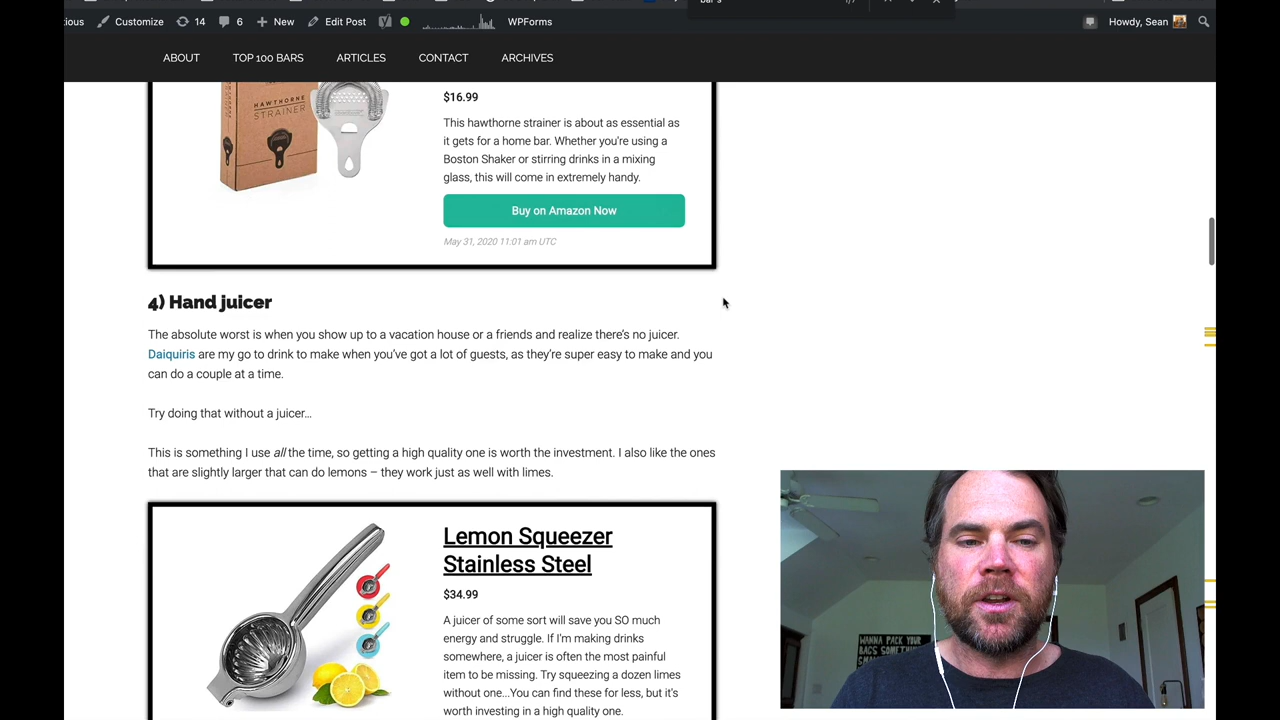 tious Customize 14 6 New Edit Post WPForms Howdy, Sean
ABOUT TOP 100 BARS ARTICLES CONTACT ARCHIVES
HAWTHORNE
STRAINER
$16.99
This hawthorne strainer is about as essential as
it gets for a home bar. Whether you're using a
Boston Shaker or stirring drinks in a mixing
glass, this will come in extremely handy.
Buy on Amazon Now
May 31, 2020 11:01 am UTC
4) Hand juicer
The absolute worst is when you show up to a vacation house or a friends and realize there's no juicer.
Daiquiris are my go to drink to make when you've got a lot of guests, as they're super easy to make and you
can do a couple at a time.
Try doing that without a juicer...
This is something I use all the time, so getting a high quality one is worth the investment. I also like the ones
that are slightly larger that can do lemons – they work just as well with limes.
Lemon Squeezer
Stainless Steel
$34.99
A juicer of some sort will save you SO much
energy and struggle. If I'm making drinks
somewhere, a juicer is often the most painful
item to be missing. Try squeezing a dozen limes
without one...You can find these for less, but it's
worth investing in a high quality one.
WANNA PACK YOUR
BAGS SOMETHING